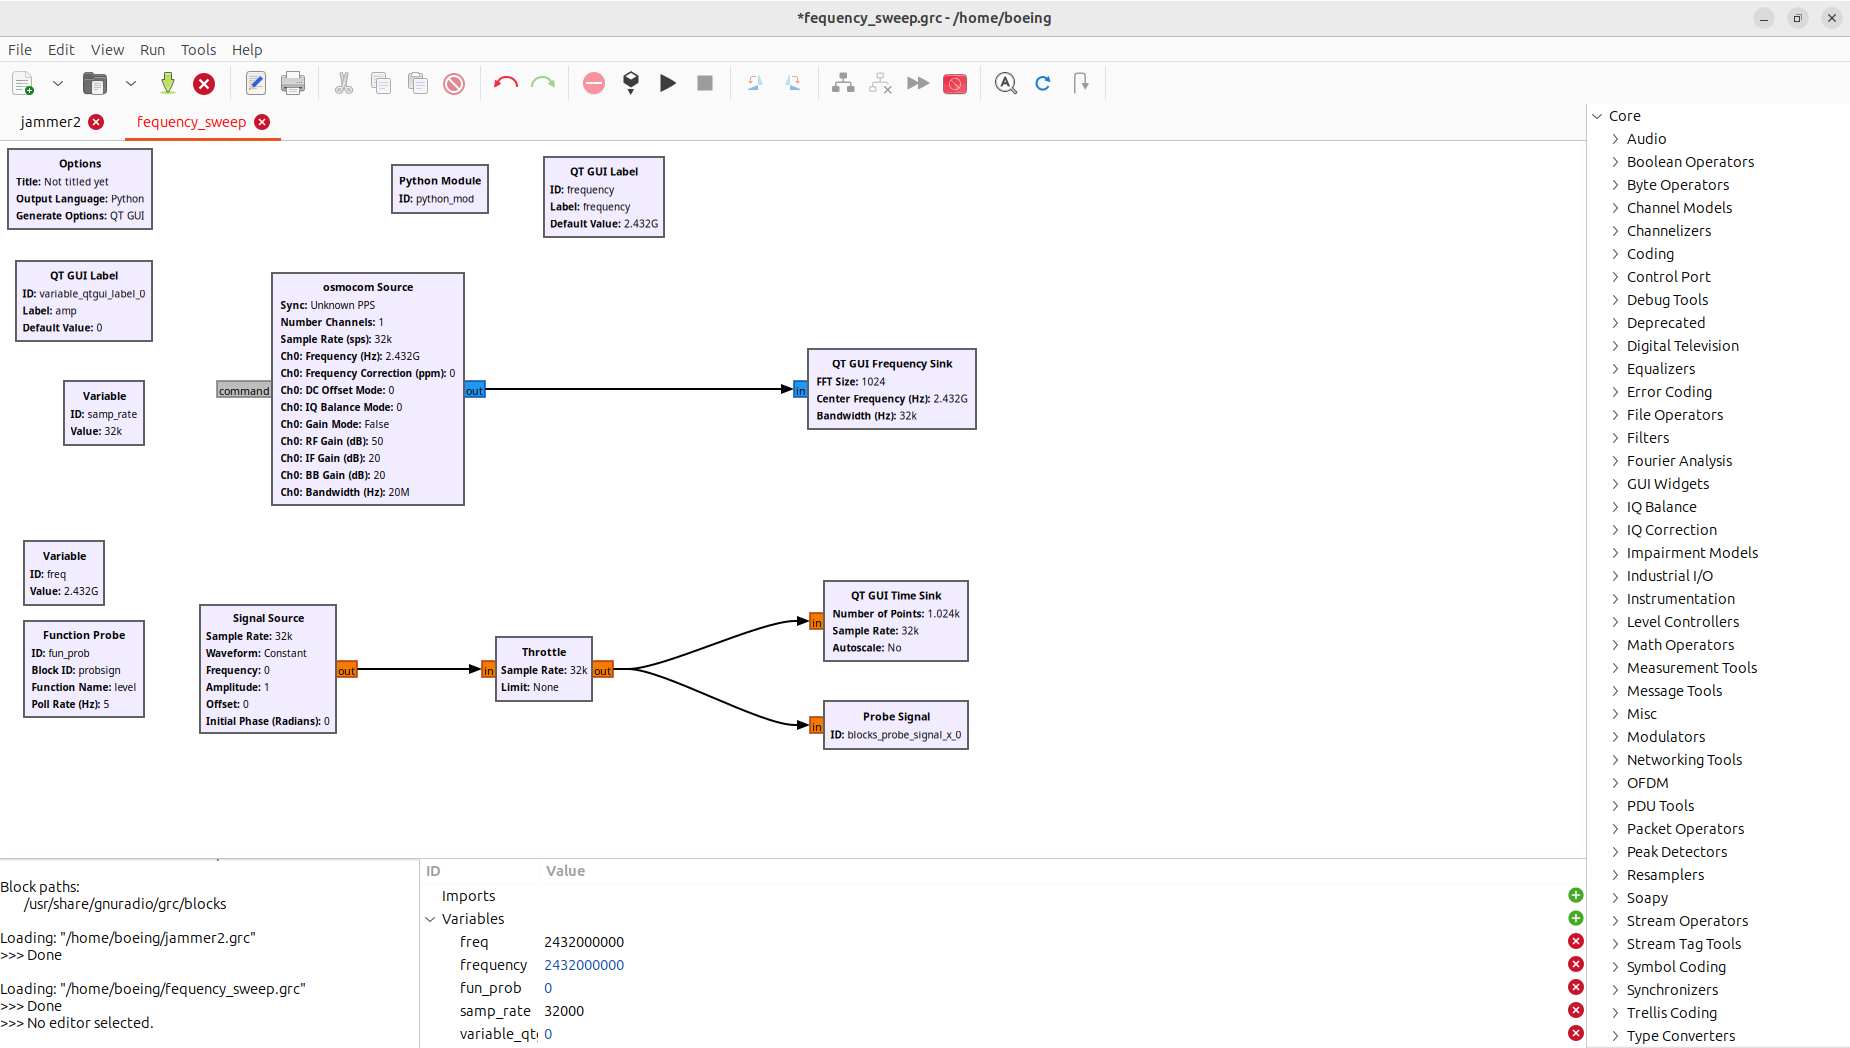 *fequency_sweep.grc - /home/boeing
File Edit View Run Tools Help
jammer2 fequency_sweep
Options
Title: Not titled yet
Output Language: Python
Generate Options: QT GUI
Python Module
ID: python_mod
QT GUI Label
ID: frequency
Label: frequency
Default Value: 2.432G
QT GUI Label
ID: variable_qtgui_label_0
Label: amp
Default Value: 0
osmocom Source
Sync: Unknown PPS
Number Channels: 1
Sample Rate (sps): 32k
Ch0: Frequency (Hz): 2.432G
Ch0: Frequency Correction (ppm): 0
Ch0: DC Offset Mode: 0
Ch0: IQ Balance Mode: 0
Ch0: Gain Mode: False
Ch0: RF Gain (dB): 50
Ch0: IF Gain (dB): 20
Ch0: BB Gain (dB): 20
Ch0: Bandwidth (Hz): 20M
command
out
in
QT GUI Frequency Sink
FFT Size: 1024
Center Frequency (Hz): 2.432G
Bandwidth (Hz): 32k
Variable
ID: samp_rate
Value: 32k
Variable
ID: freq
Value: 2.432G
Function Probe
ID: fun_prob
Block ID: probsign
Function Name: level
Poll Rate (Hz): 5
Signal Source
Sample Rate: 32k
Waveform: Constant
Frequency: 0
Amplitude: 1
Offset: 0
Initial Phase (Radians): 0
out
in
Throttle
Sample Rate: 32k
Limit: None
out
in
QT GUI Time Sink
Number of Points: 1.024k
Sample Rate: 32k
Autoscale: No
in
Probe Signal
ID: blocks_probe_signal_x_0
Block paths:
/usr/share/gnuradio/grc/blocks
Loading: "/home/boeing/jammer2.grc"
>>> Done
Loading: "/home/boeing/fequency_sweep.grc"
>>> Done
>>> No editor selected.
ID Value
Imports
Variables
freq 2432000000
frequency 2432000000
fun_prob 0
samp_rate 32000
variable_qt 0
Core
Audio
Boolean Operators
Byte Operators
Channel Models
Channelizers
Coding
Control Port
Debug Tools
Deprecated
Digital Television
Equalizers
Error Coding
File Operators
Filters
Fourier Analysis
GUI Widgets
IQ Balance
IQ Correction
Impairment Models
Industrial I/O
Instrumentation
Level Controllers
Math Operators
Measurement Tools
Message Tools
Misc
Modulators
Networking Tools
OFDM
PDU Tools
Packet Operators
Peak Detectors
Resamplers
Soapy
Stream Operators
Stream Tag Tools
Symbol Coding
Synchronizers
Trellis Coding
Type Converters